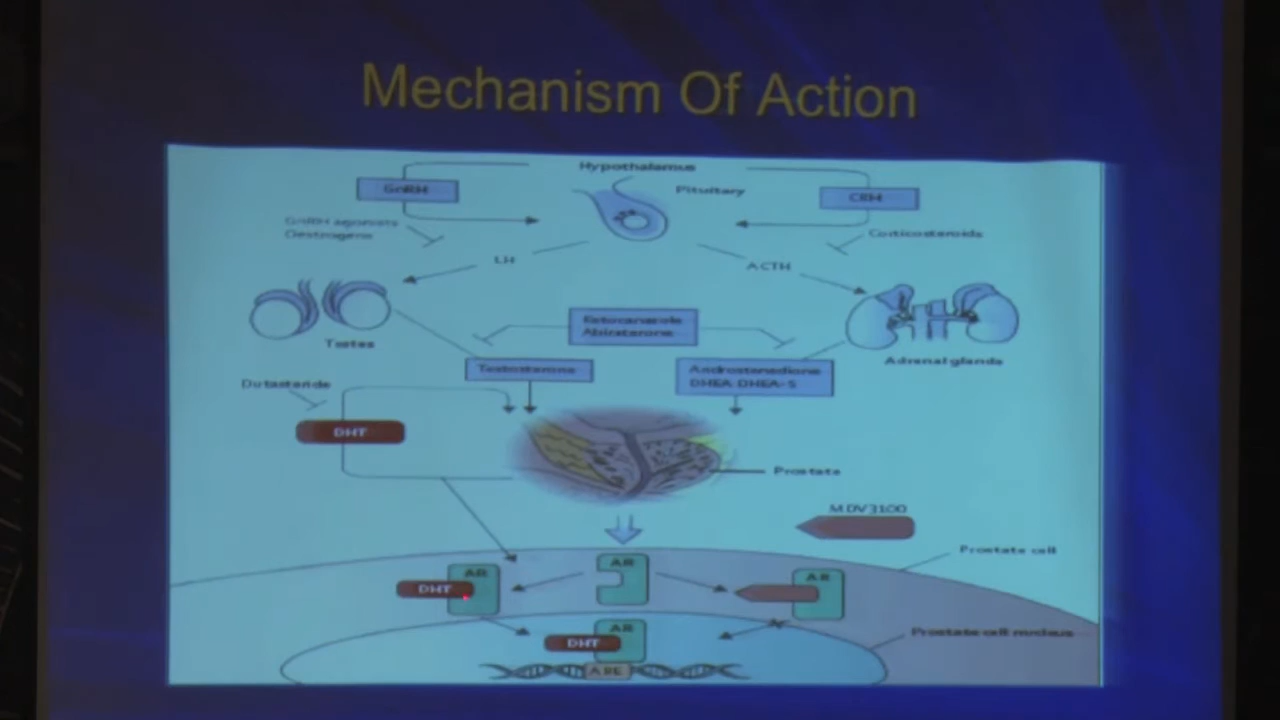 Mechanism Of Action
Hypothalamus
GnRH
Pituitary
CRH
GnRH agonists
Oestrogens
Corticosteroids
LH
ACTH
Ketoconazole
Abiraterone
Testes
Adrenal glands
Testosterone
Androstenedione
DHEA DHEA-S
Dutasteride
DHT
Prostate
MDV3100
Prostate cell
AR
AR
AR
DHT
Prostate cell nucleus
AR
DHT
ARE